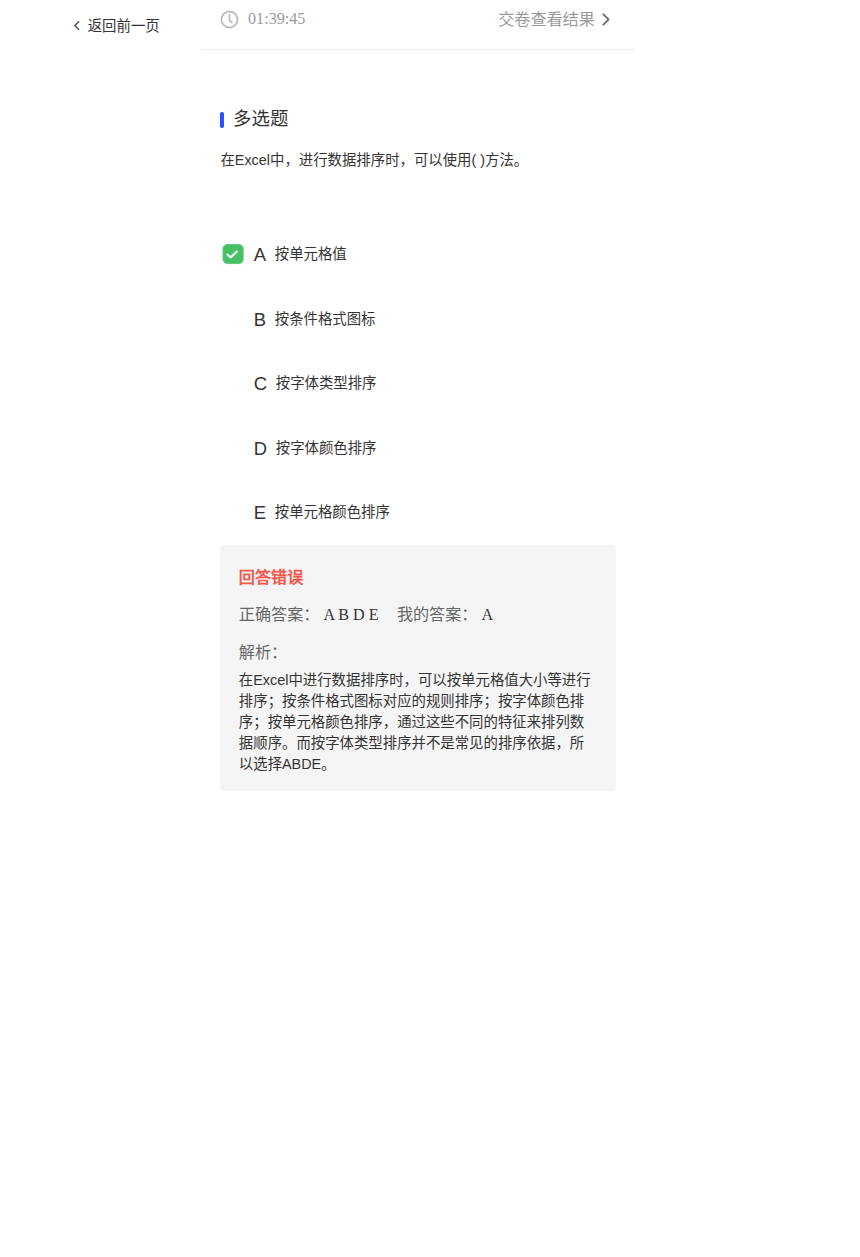 返回前一页
01:39:45
交卷查看结果
多选题
在Excel中，进行数据排序时，可以使用( )方法。
A 按单元格值
B 按条件格式图标
C 按字体类型排序
D 按字体颜色排序
E 按单元格颜色排序
回答错误
正确答案： A B D E 我的答案： A
解析：
在Excel中进行数据排序时，可以按单元格值大小等进行
排序；按条件格式图标对应的规则排序；按字体颜色排
序；按单元格颜色排序，通过这些不同的特征来排列数
据顺序。而按字体类型排序并不是常见的排序依据，所
以选择ABDE。